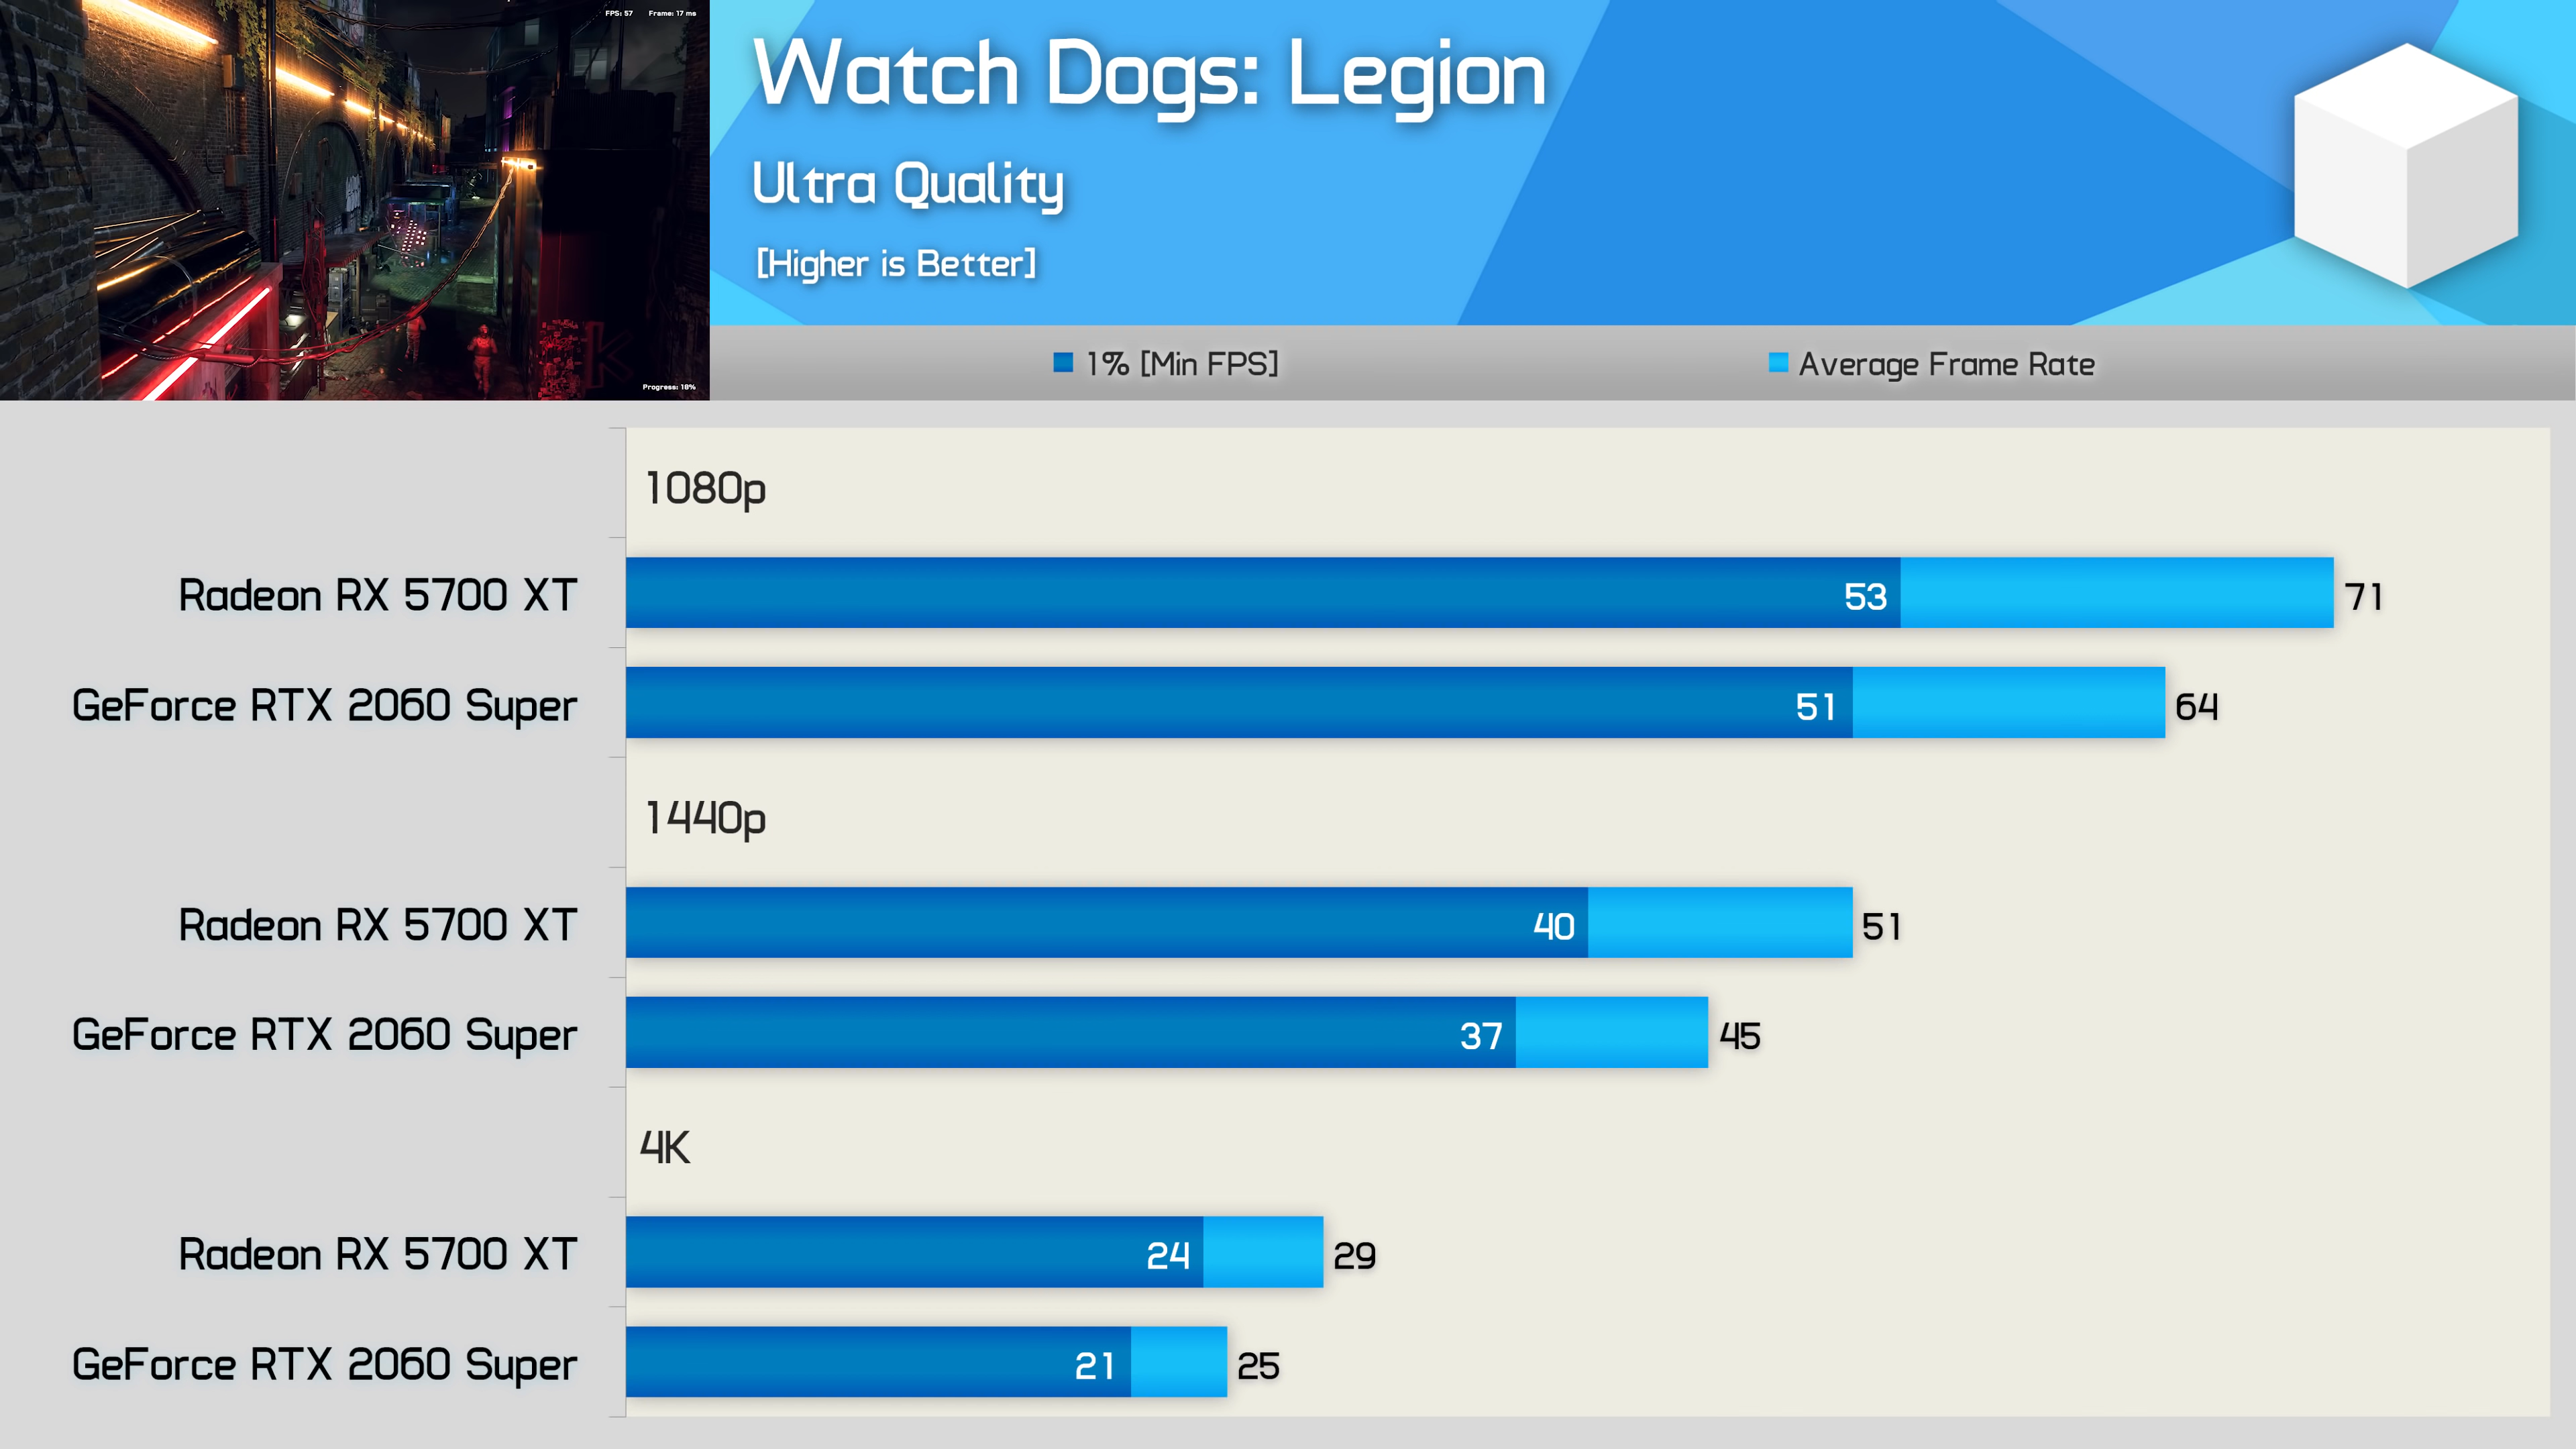 FPS: 57 Frame: 17 ms
Watch Dogs: Legion
Ultra Quality
[Higher is Better]
1% [Min FPS] Average Frame Rate
Progress: 18%
1080p
Radeon RX 5700 XT 53 71
GeForce RTX 2060 Super 51 64
1440p
Radeon RX 5700 XT 40 51
GeForce RTX 2060 Super 37 45
4K
Radeon RX 5700 XT 24 29
GeForce RTX 2060 Super 21 25